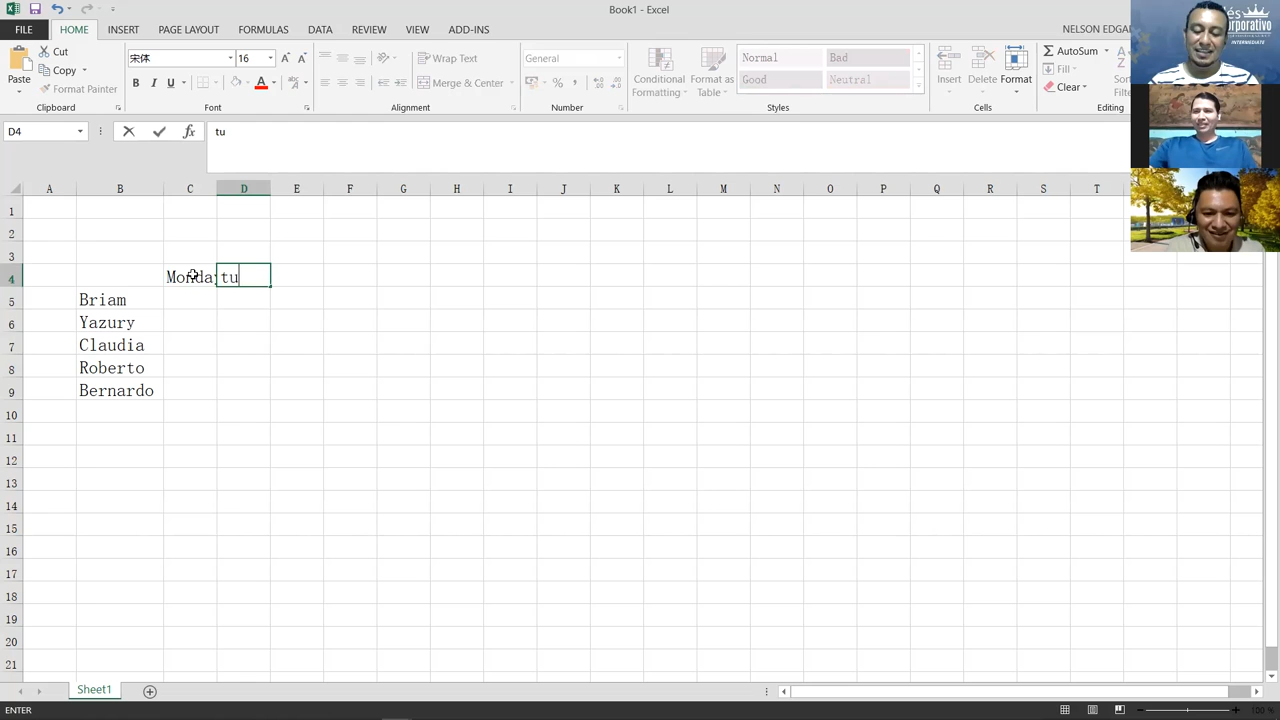 Book1 - Excel
FILE HOME INSERT PAGE LAYOUT FORMULAS DATA REVIEW VIEW ADD-INS NELSON EDGAR
Paste Cut Copy Format Painter
宋体 16
Wrap Text Merge & Center
General
Conditional Formatting Format as Table
Normal Bad Good Neutral
Insert Delete Format
AutoSum Fill Clear
Clipboard Font Alignment Number Styles Cells Editing
D4 fx tu
A B C D E F G H I J K L M N O P Q R S T
1
2
3
4 Monday tu
5 Briam
6 Yazury
7 Claudia
8 Roberto
9 Bernardo
10
11
12
13
14
15
16
17
18
19
20
21
Sheet1
ENTER 100 %
INTERMEDIATE